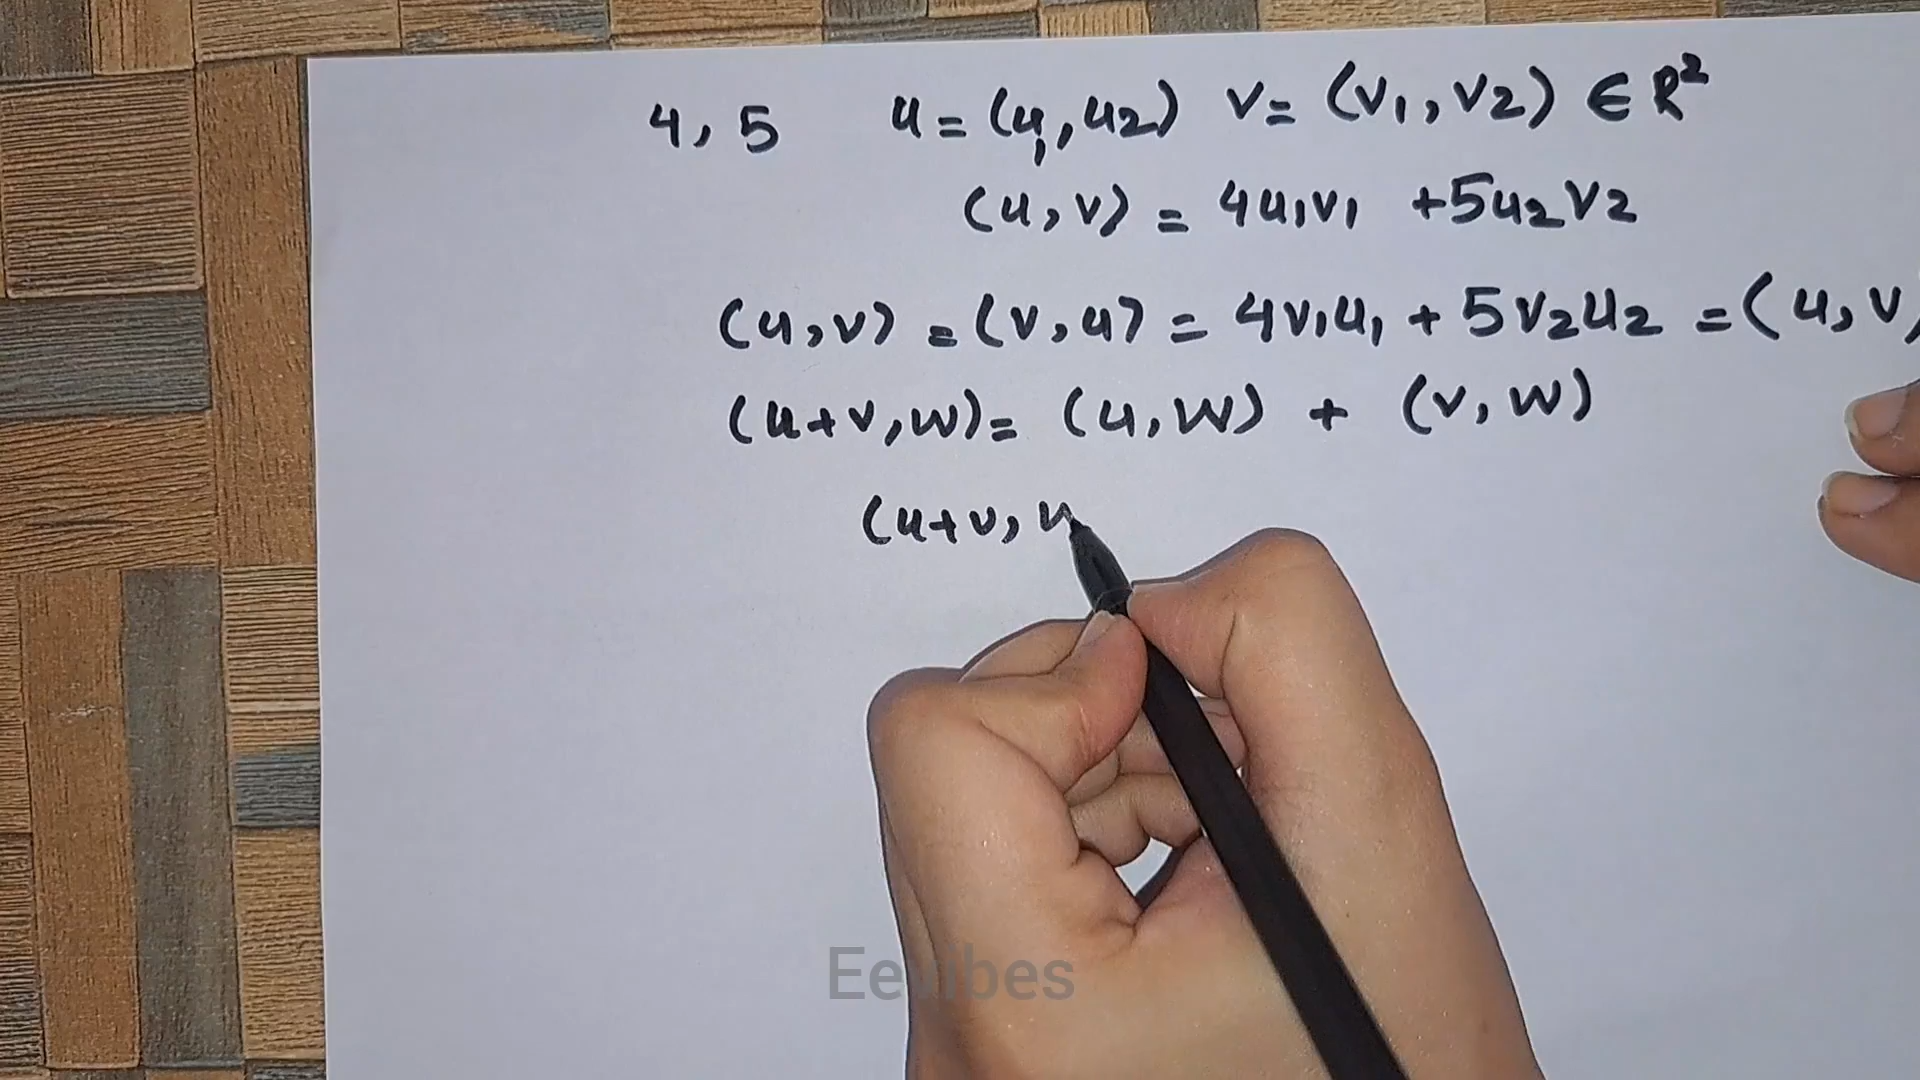 4, 5 u = (u1, u2) v = (v1, v2) ∈ R²
(u, v) = 4u1v1 + 5u2v2
(u, v) = (v, u) = 4v1u1 + 5v2u2 = (u, v)
(u+v, w) = (u, w) + (v, w)
(u+v, w
Eevibes